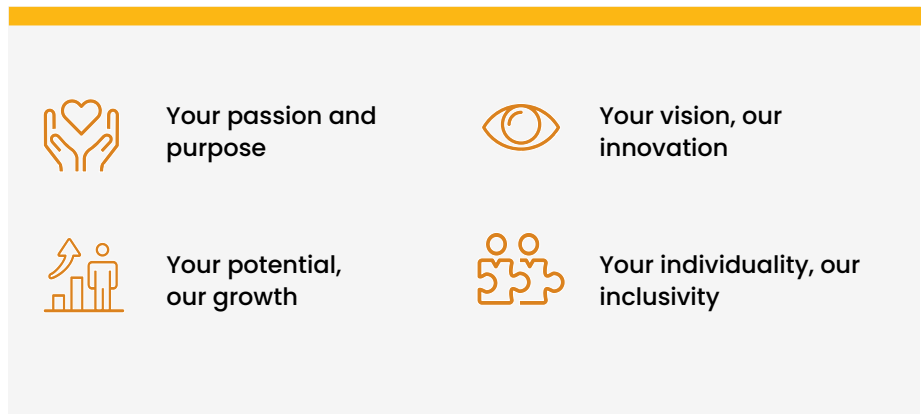 Your passion and
purpose
Your vision, our
innovation
Your potential,
our growth
Your individuality, our
inclusivity